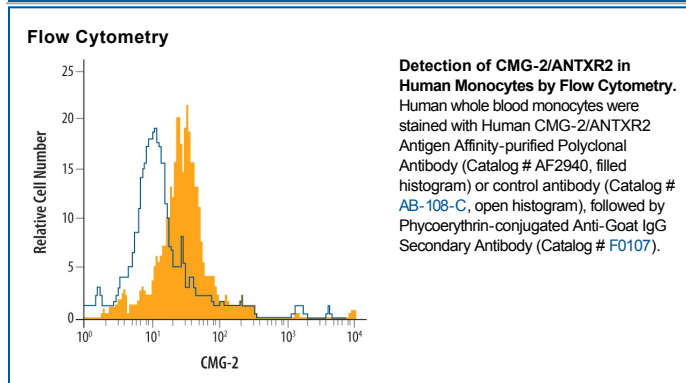 Flow Cytometry
25
20
15
10
5
0
Relative Cell Number
10⁰ 10¹ 10² 10³ 10⁴
CMG-2
Detection of CMG-2/ANTXR2 in
Human Monocytes by Flow Cytometry.
Human whole blood monocytes were
stained with Human CMG-2/ANTXR2
Antigen Affinity-purified Polyclonal
Antibody (Catalog # AF2940, filled
histogram) or control antibody (Catalog #
AB-108-C, open histogram), followed by
Phycoerythrin-conjugated Anti-Goat IgG
Secondary Antibody (Catalog # F0107).